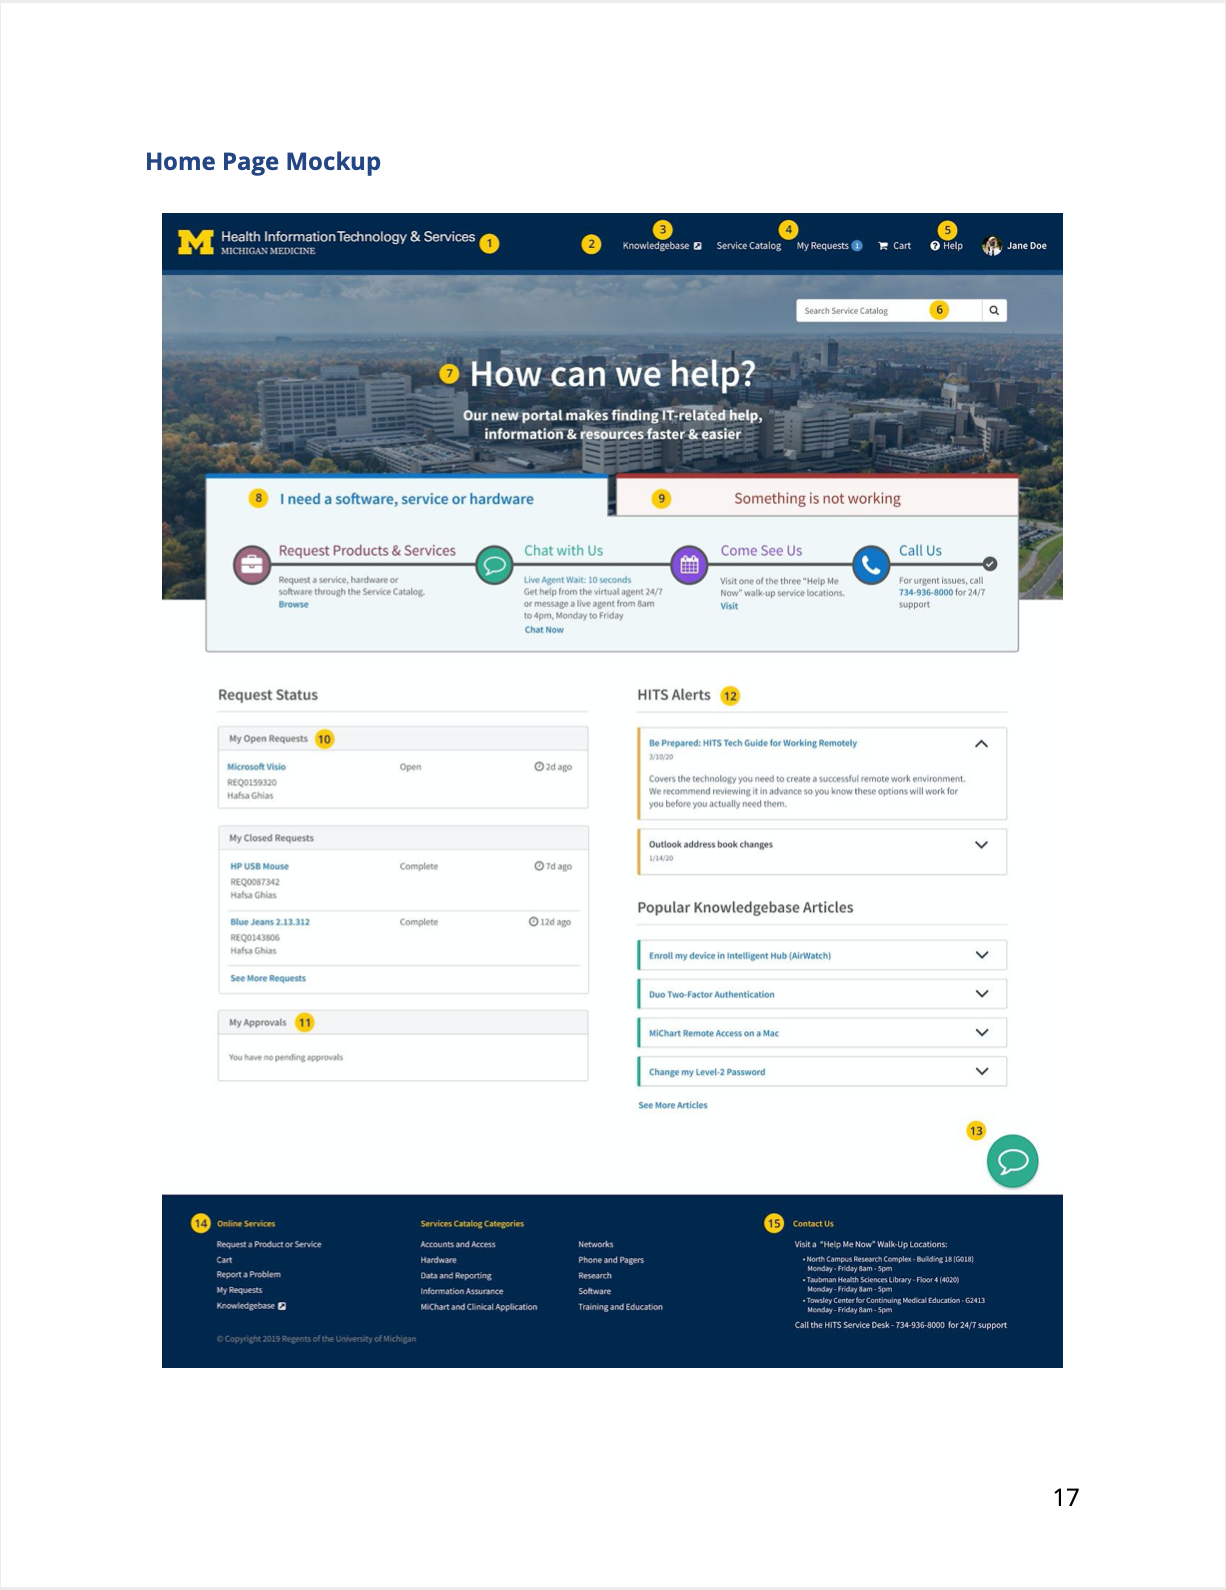 Home Page Mockup
Health Information Technology & Services
MICHIGAN MEDICINE
1
2
3
Knowledgebase
Service Catalog
4
My Requests 1
Cart
5
Help
Jane Doe
Search Service Catalog
6
7
How can we help?
Our new portal makes finding IT-related help,
information & resources faster & easier
8
I need a software, service or hardware
9
Something is not working
Request Products & Services
Request a service, hardware or
software through the Service Catalog.
Browse
Chat with Us
Live Agent Wait: 10 seconds
Get help from the virtual agent 24/7
or message a live agent from 8am
to 4pm, Monday to Friday
Chat Now
Come See Us
Visit one of the three "Help Me
Now" walk-up service locations.
Visit
Call Us
For urgent issues, call
734-936-8000 for 24/7
support
Request Status
My Open Requests 10
Microsoft Visio Open 2d ago
REQ0159320
Hafsa Ghias
My Closed Requests
HP USB Mouse Complete 7d ago
REQ0087342
Hafsa Ghias
Blue Jeans 2.13.312 Complete 12d ago
REQ0143806
Hafsa Ghias
See More Requests
My Approvals 11
You have no pending approvals
HITS Alerts 12
Be Prepared: HITS Tech Guide for Working Remotely
3/10/20
Covers the technology you need to create a successful remote work environment.
We recommend reviewing it in advance so you know these options will work for
you before you actually need them.
Outlook address book changes
1/14/20
Popular Knowledgebase Articles
Enroll my device in Intelligent Hub (AirWatch)
Duo Two-Factor Authentication
MiChart Remote Access on a Mac
Change my Level-2 Password
See More Articles
13
14 Online Services
Request a Product or Service
Cart
Report a Problem
My Requests
Knowledgebase
Services Catalog Categories
Accounts and Access
Hardware
Data and Reporting
Information Assurance
MiChart and Clinical Application
Networks
Phone and Pagers
Research
Software
Training and Education
15 Contact Us
Visit a "Help Me Now" Walk-Up Locations:
• North Campus Research Complex - Building 18 (G018)
Monday - Friday 8am - 5pm
• Taubman Health Sciences Library - Floor 4 (4020)
Monday - Friday 8am - 5pm
• Towsley Center for Continuing Medical Education - G2413
Monday - Friday 8am - 5pm
Call the HITS Service Desk - 734-936-8000 for 24/7 support
© Copyright 2019 Regents of the University of Michigan
17